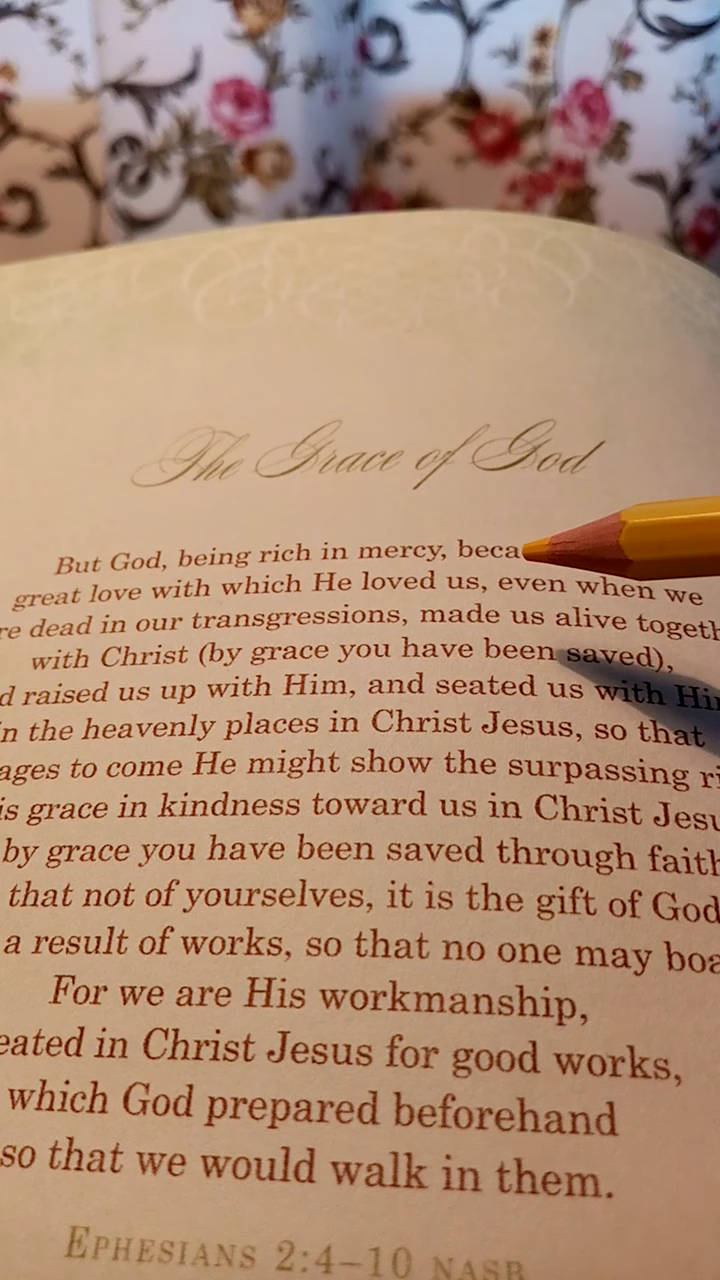 The Grace of God
But God, being rich in mercy, beca
great love with which He loved us, even when we
re dead in our transgressions, made us alive togeth
with Christ (by grace you have been saved),
d raised us up with Him, and seated us with Him
in the heavenly places in Christ Jesus, so that
ages to come He might show the surpassing ri
is grace in kindness toward us in Christ Jesu
by grace you have been saved through faith
that not of yourselves, it is the gift of God
a result of works, so that no one may boa
For we are His workmanship,
eated in Christ Jesus for good works,
which God prepared beforehand
so that we would walk in them.
EPHESIANS 2:4–10 NASB